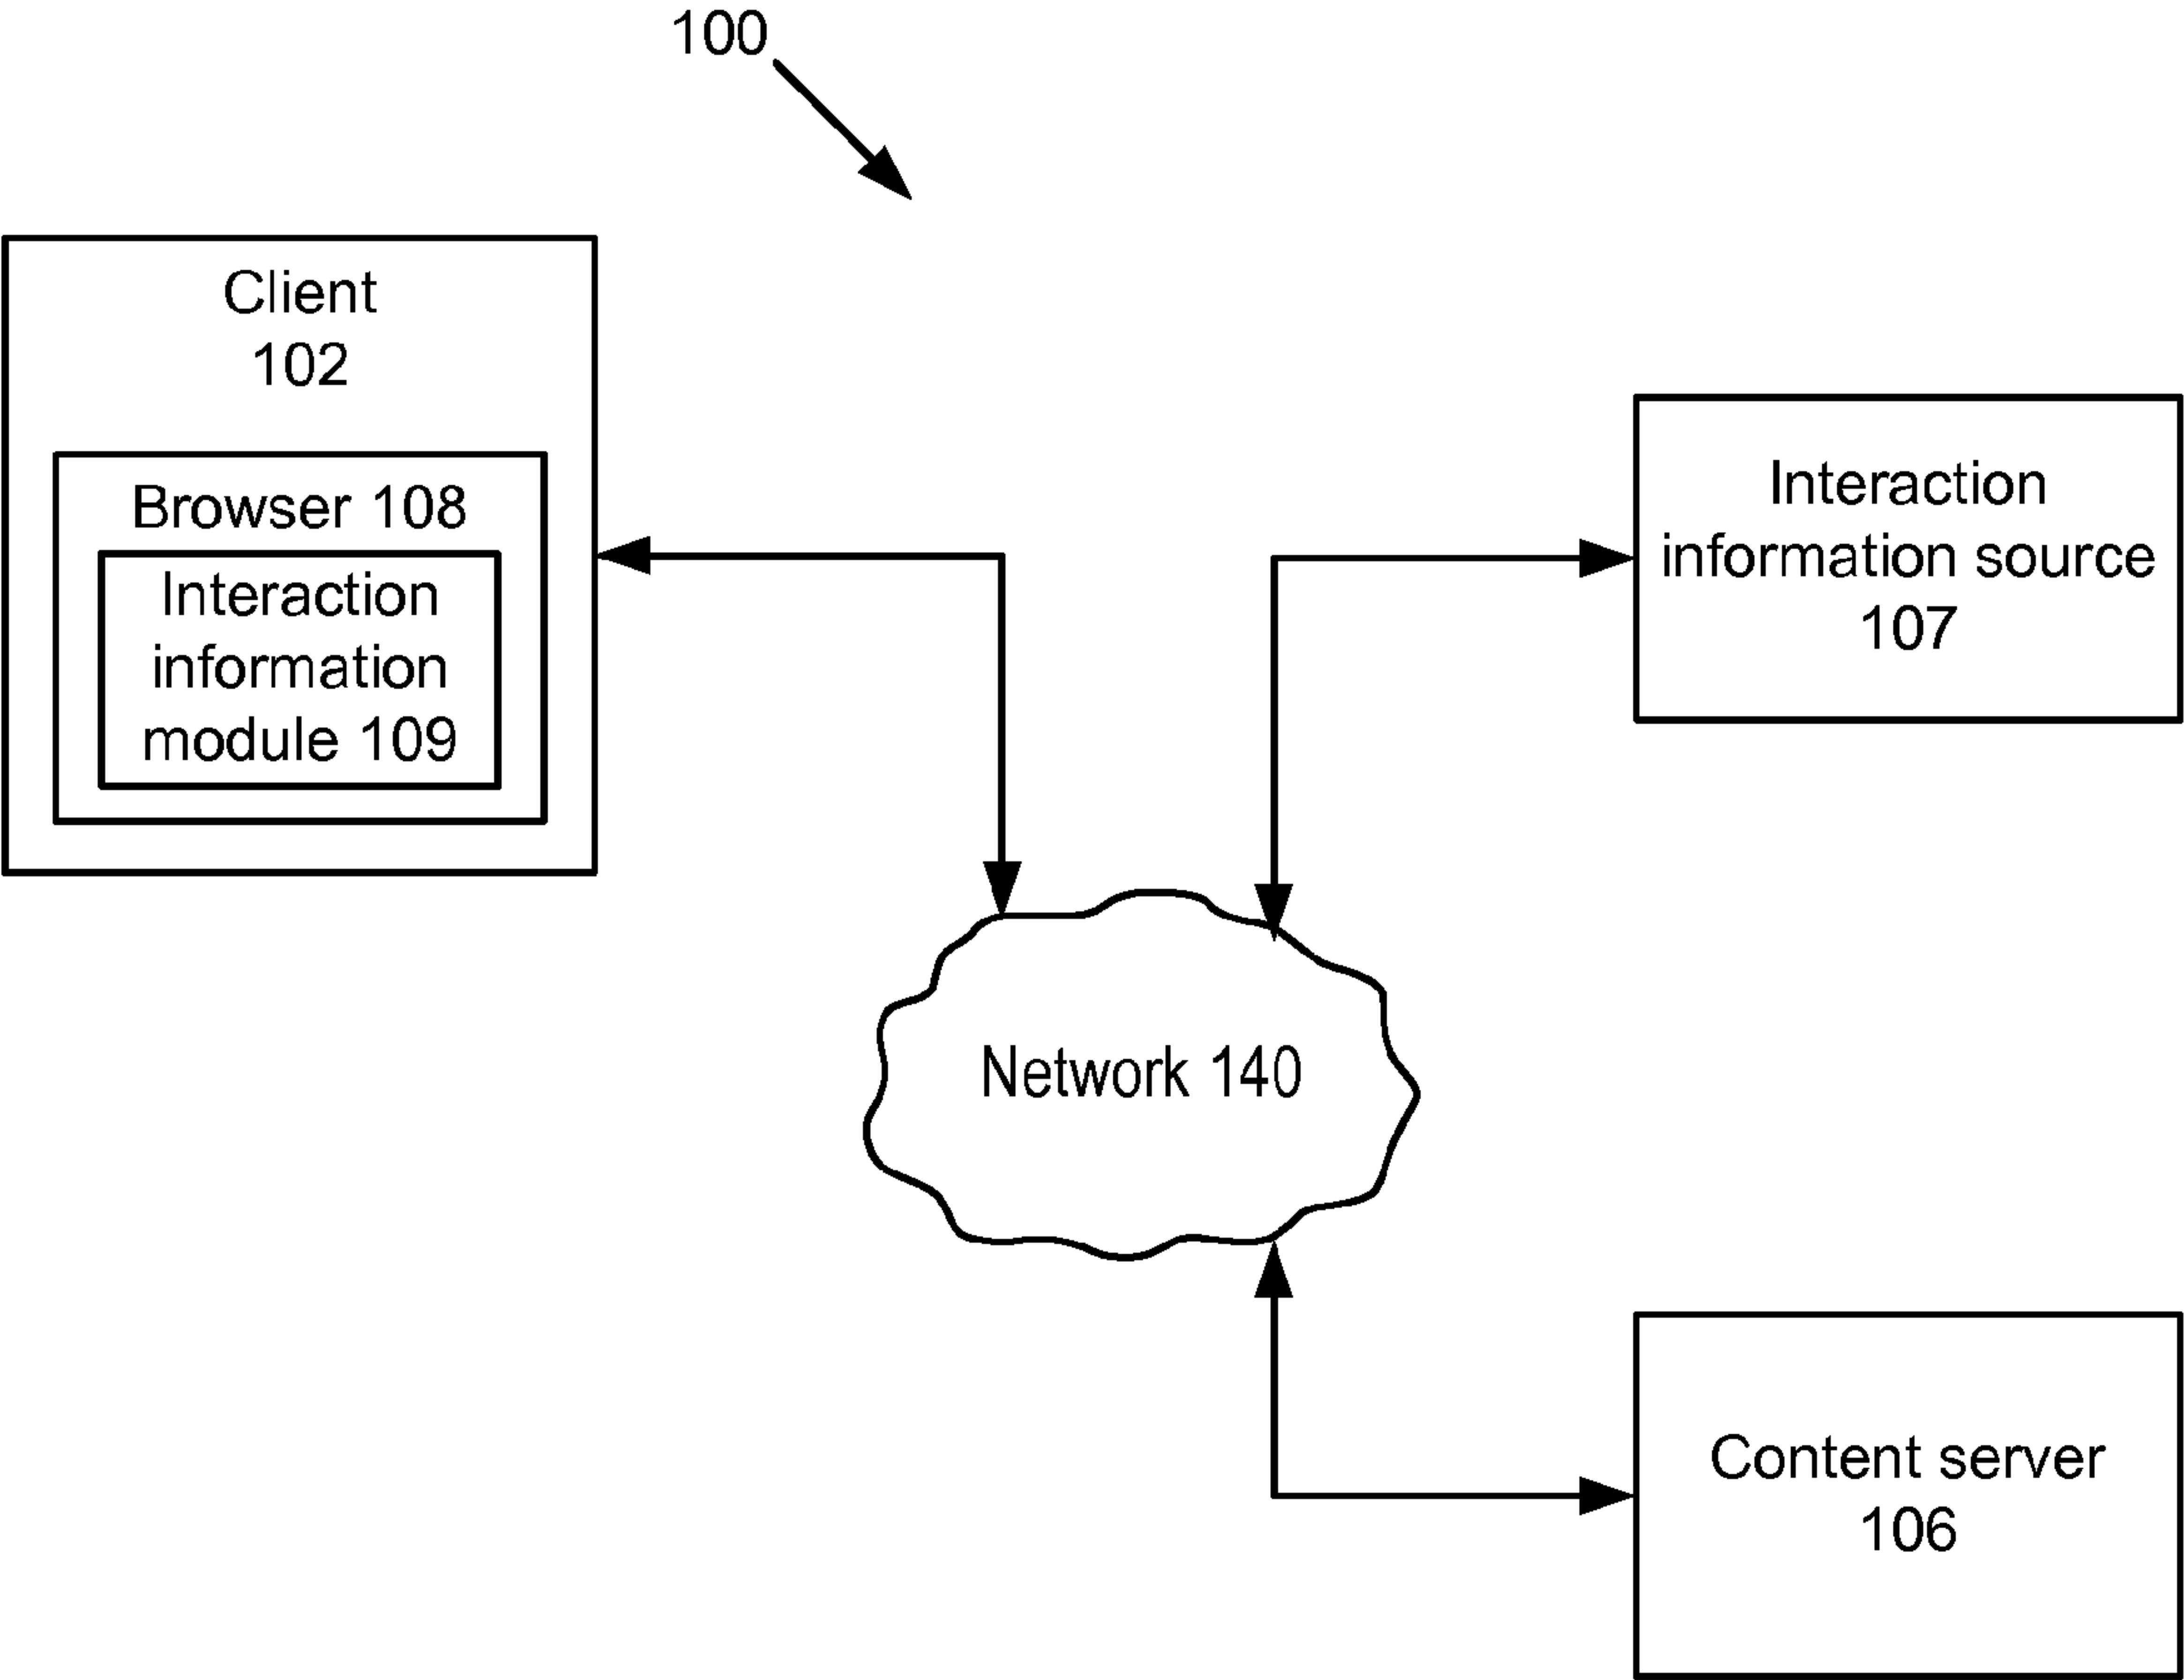 100
Client
102
Browser 108
Interaction
information
module 109
Interaction
information source
107
Network 140
Content server
106